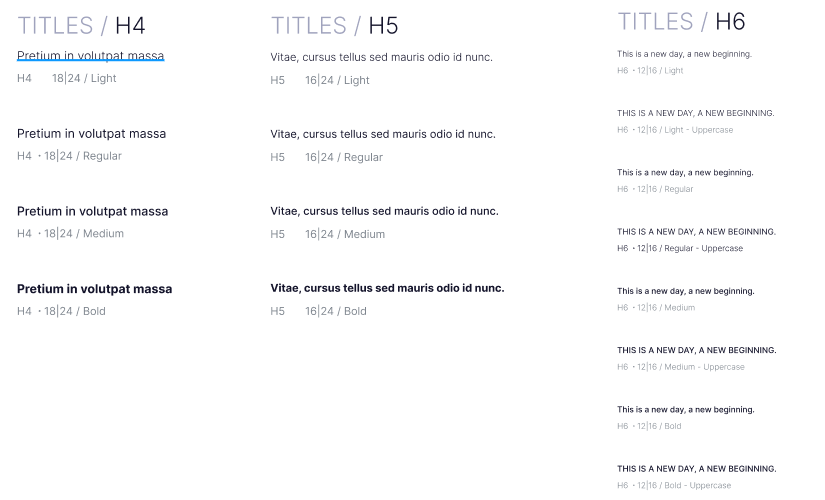 TITLES / H4
Pretium in volutpat massa
H4 18|24 / Light
Pretium in volutpat massa
H4 · 18|24 / Regular
Pretium in volutpat massa
H4 · 18|24 / Medium
Pretium in volutpat massa
H4 · 18|24 / Bold
TITLES / H5
Vitae, cursus tellus sed mauris odio id nunc.
H5 16|24 / Light
Vitae, cursus tellus sed mauris odio id nunc.
H5 16|24 / Regular
Vitae, cursus tellus sed mauris odio id nunc.
H5 16|24 / Medium
Vitae, cursus tellus sed mauris odio id nunc.
H5 16|24 / Bold
TITLES / H6
This is a new day, a new beginning.
H6 · 12|16 / Light
THIS IS A NEW DAY, A NEW BEGINNING.
H6 · 12|16 / Light - Uppercase
This is a new day, a new beginning.
H6 · 12|16 / Regular
THIS IS A NEW DAY, A NEW BEGINNING.
H6 · 12|16 / Regular - Uppercase
This is a new day, a new beginning.
H6 · 12|16 / Medium
THIS IS A NEW DAY, A NEW BEGINNING.
H6 · 12|16 / Medium - Uppercase
This is a new day, a new beginning.
H6 · 12|16 / Bold
THIS IS A NEW DAY, A NEW BEGINNING.
H6 · 12|16 / Bold - Uppercase